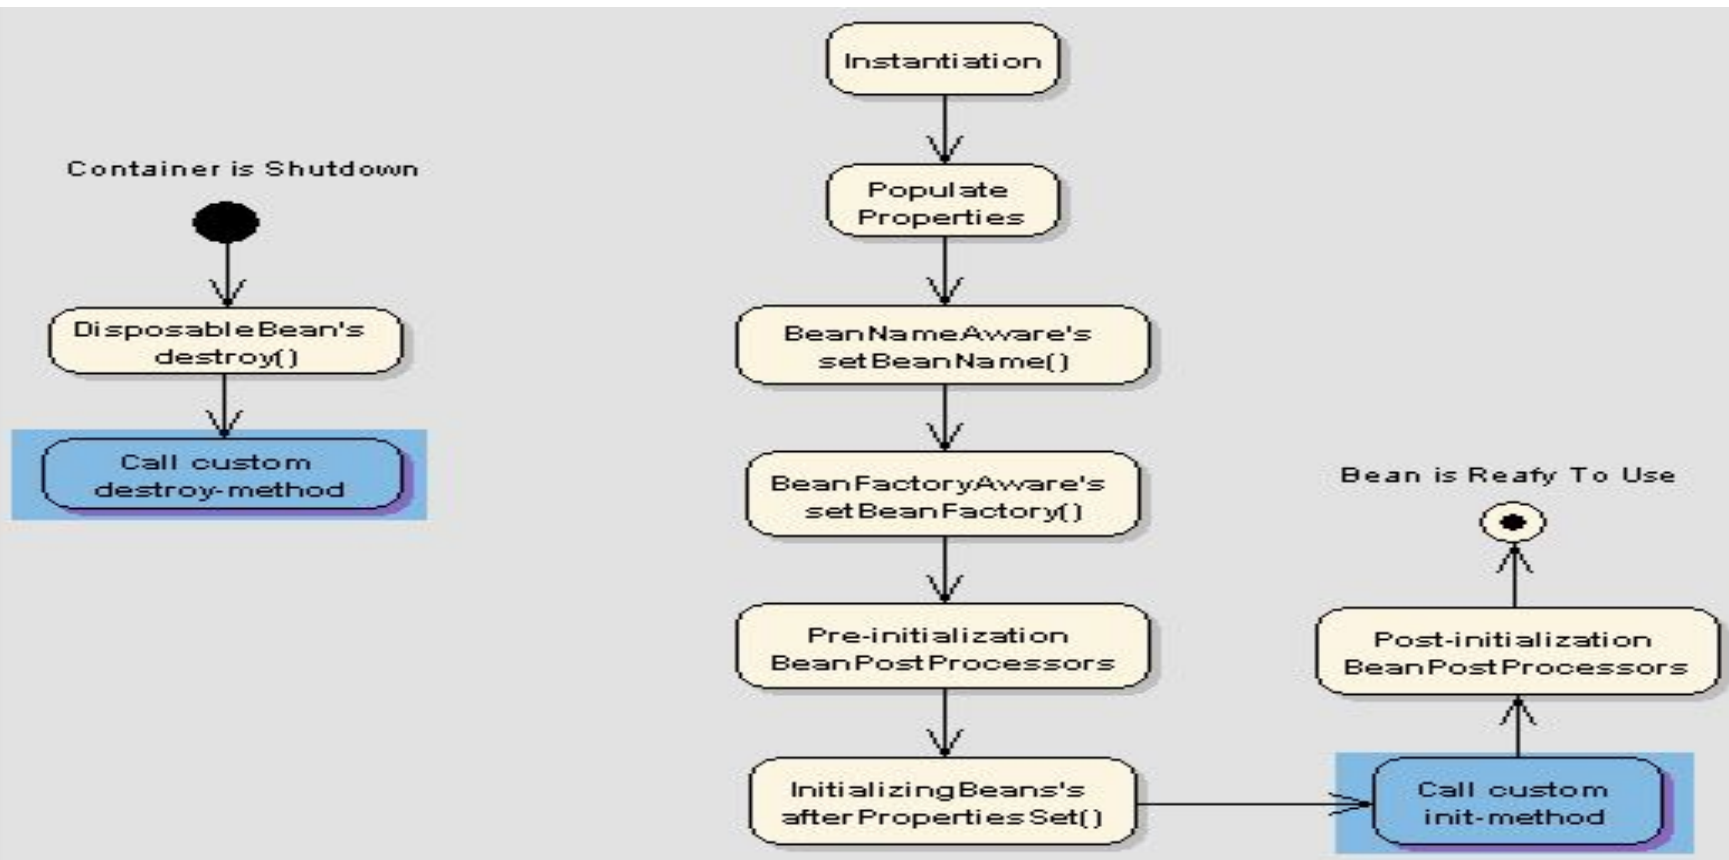 Instantiation
Populate
Properties
BeanNameAware's
setBeanName()
BeanFactoryAware's
setBeanFactory()
Pre-initialization
BeanPostProcessors
InitializingBeans's
afterPropertiesSet()
Call custom
init-method
Post-initialization
BeanPostProcessors
Bean is Reafy To Use
Container is Shutdown
DisposableBean's
destroy()
Call custom
destroy-method